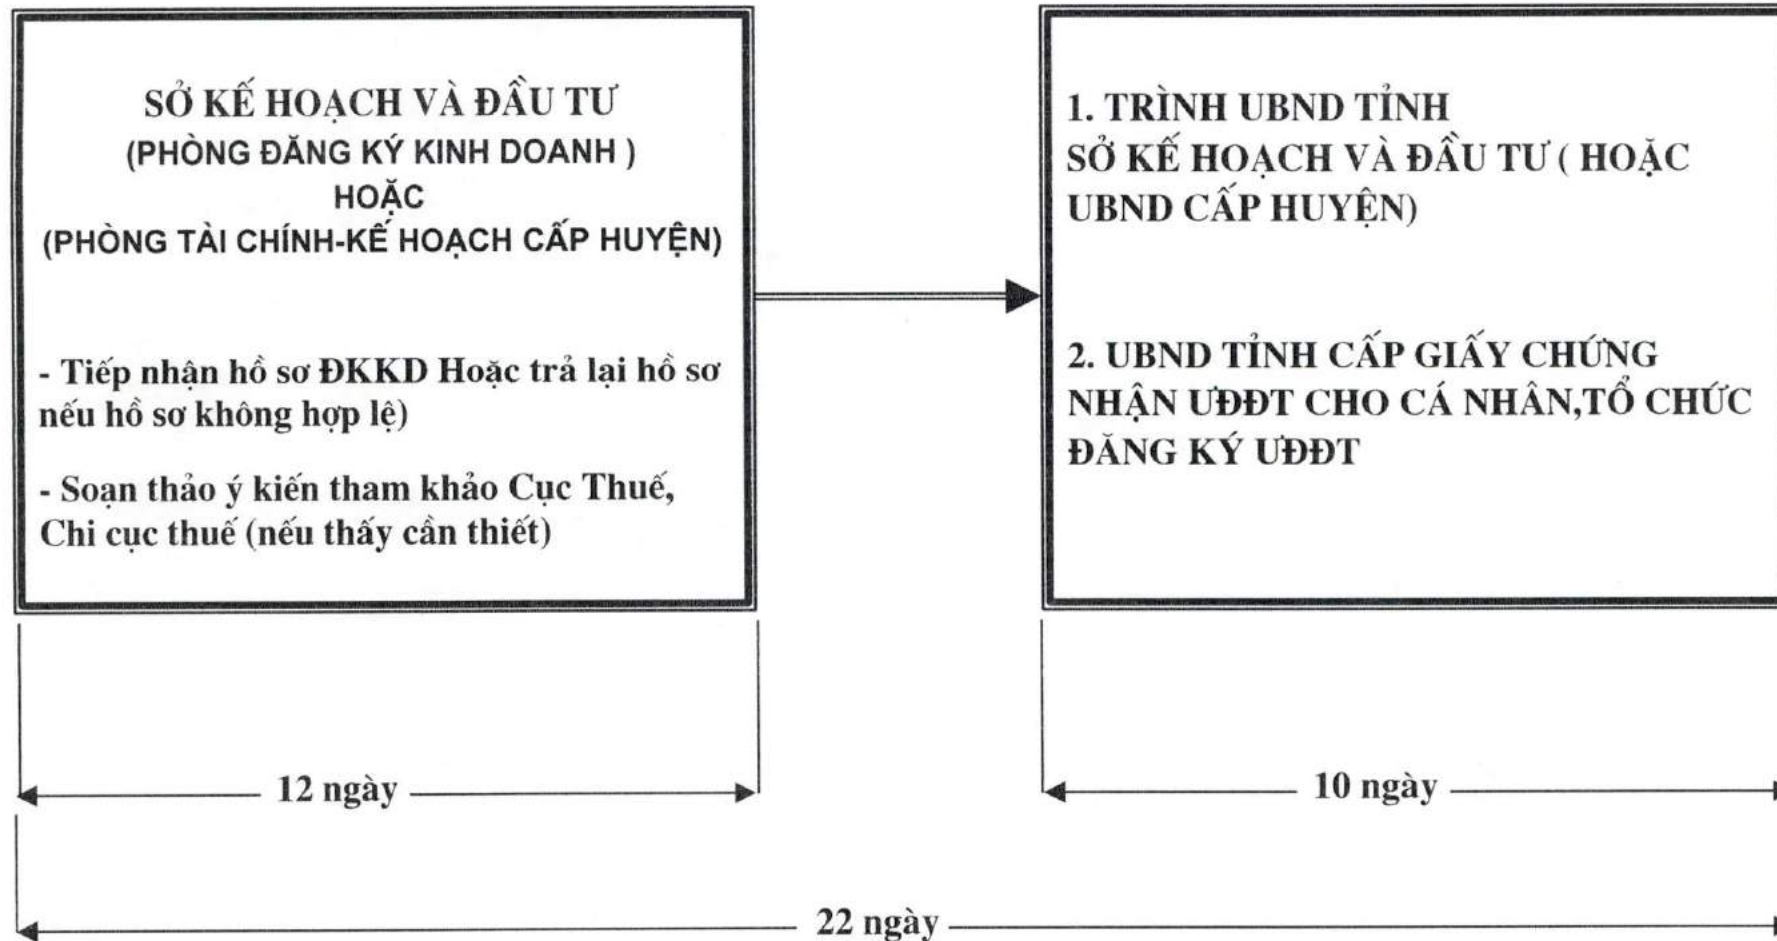 SỞ KẾ HOẠCH VÀ ĐẦU TƯ
(PHÒNG ĐĂNG KÝ KINH DOANH )
HOẶC
(PHÒNG TÀI CHÍNH-KẾ HOẠCH CẤP HUYỆN)
- Tiếp nhận hồ sơ ĐKKD Hoặc trả lại hồ sơ
nếu hồ sơ không hợp lệ)
- Soạn thảo ý kiến tham khảo Cục Thuế,
Chi cục thuế (nếu thấy cần thiết)
1. TRÌNH UBND TỈNH
SỞ KẾ HOẠCH VÀ ĐẦU TƯ ( HOẶC
UBND CẤP HUYỆN)
2. UBND TỈNH CẤP GIẤY CHỨNG
NHẬN ƯĐĐT CHO CÁ NHÂN,TỔ CHỨC
ĐĂNG KÝ ƯĐĐT
12 ngày
10 ngày
22 ngày